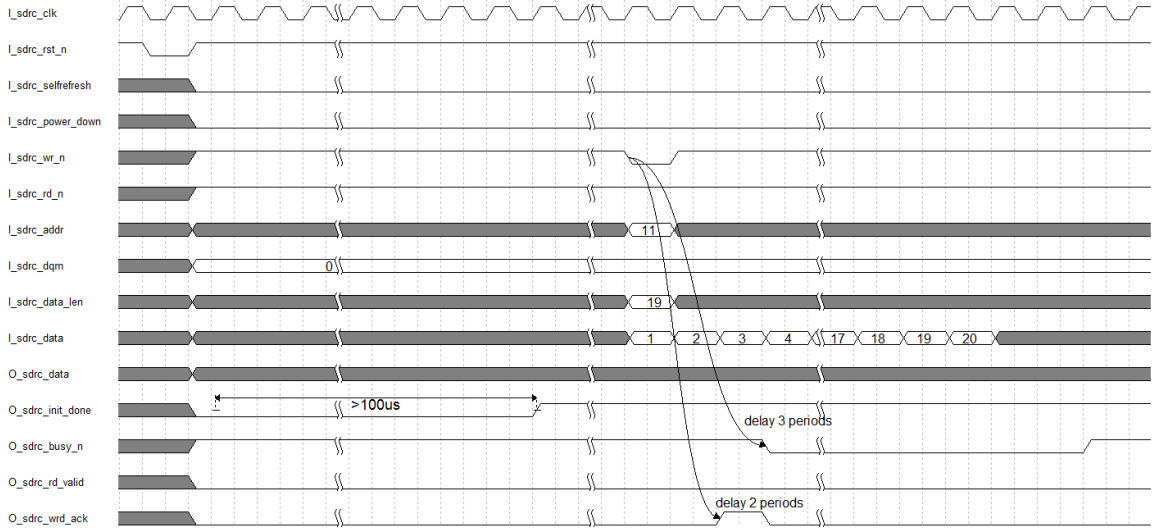 I_sdrc_clk
I_sdrc_rst_n
I_sdrc_selfrefresh
I_sdrc_power_down
I_sdrc_wr_n
I_sdrc_rd_n
I_sdrc_addr
11
I_sdrc_dqm
0
I_sdrc_data_len
19
I_sdrc_data
1 2 3 4 17 18 19 20
O_sdrc_data
O_sdrc_init_done
>100us
delay 3 periods
O_sdrc_busy_n
O_sdrc_rd_valid
delay 2 periods
O_sdrc_wrd_ack